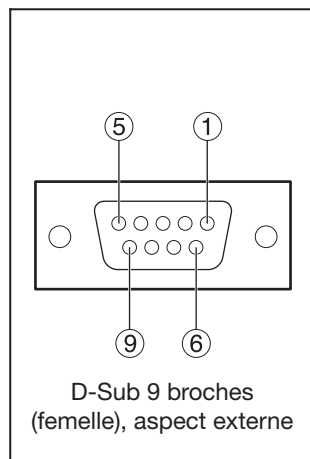 5 1
9 6
D-Sub 9 broches
(femelle), aspect externe